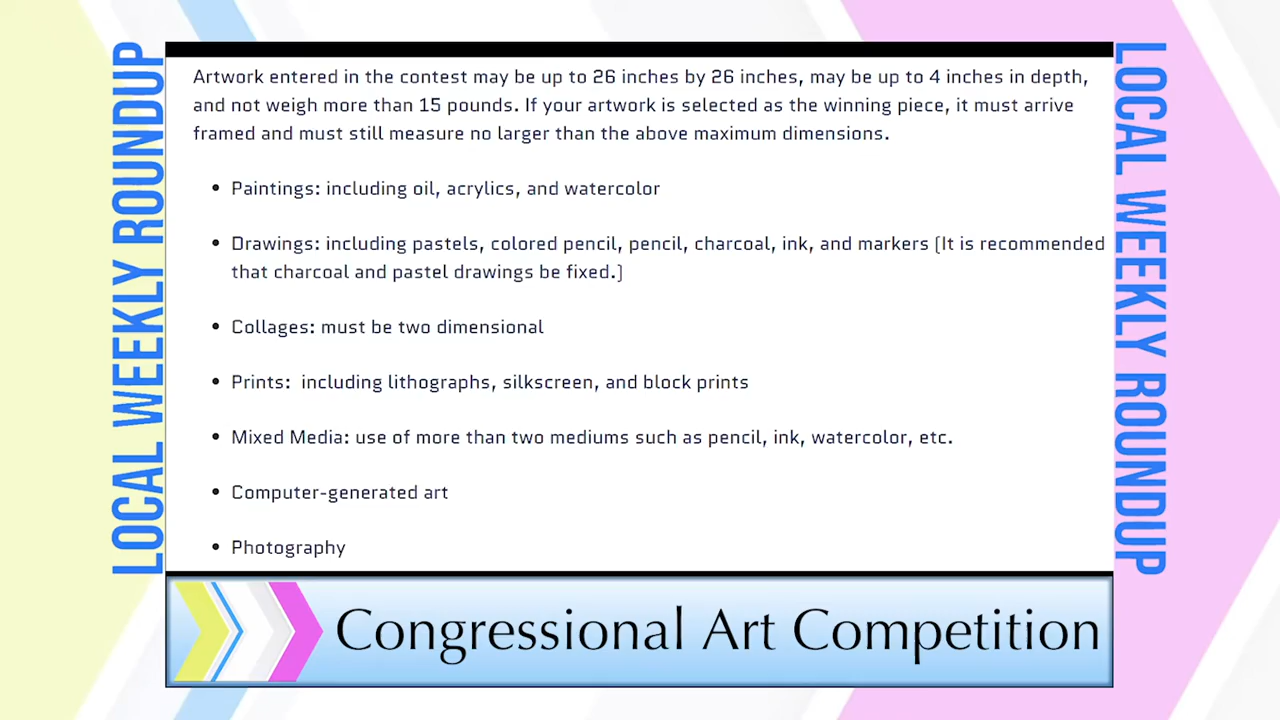 LOCAL WEEKLY ROUNDUP
Artwork entered in the contest may be up to 26 inches by 26 inches, may be up to 4 inches in depth,
and not weigh more than 15 pounds. If your artwork is selected as the winning piece, it must arrive
framed and must still measure no larger than the above maximum dimensions.
• Paintings: including oil, acrylics, and watercolor
• Drawings: including pastels, colored pencil, pencil, charcoal, ink, and markers (It is recommended
that charcoal and pastel drawings be fixed.)
• Collages: must be two dimensional
• Prints:  including lithographs, silkscreen, and block prints
• Mixed Media: use of more than two mediums such as pencil, ink, watercolor, etc.
• Computer-generated art
• Photography
Congressional Art Competition
LOCAL WEEKLY ROUNDUP